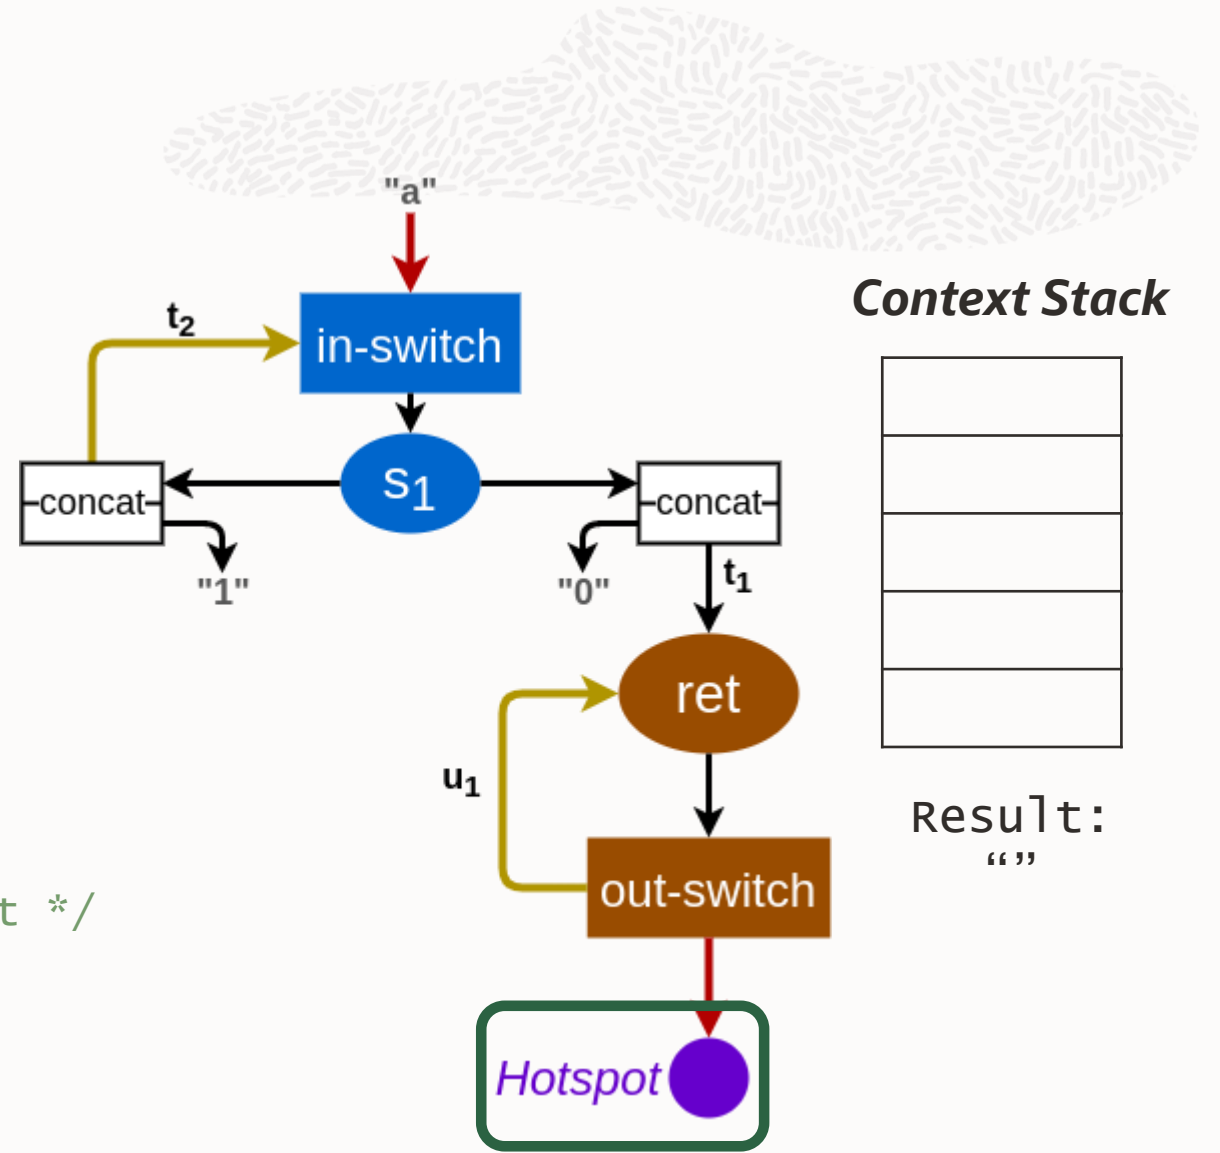 "a"
Context Stack
t2
in-switch
s1
concat
concat
"1"
"0"
t1
ret
u1
Result:
“”
out-switch
t */
Hotspot